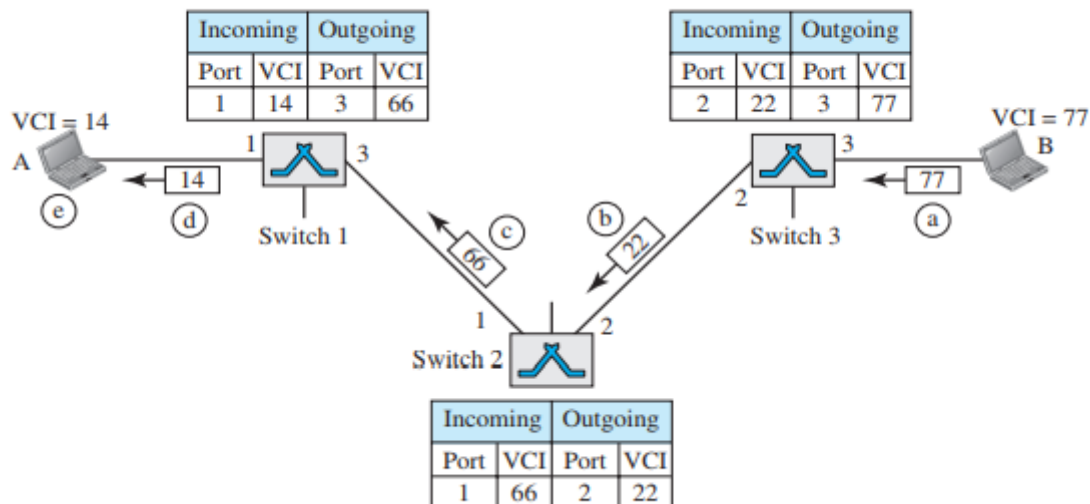 Incoming Outgoing
Port VCI Port VCI
1 14 3 66
Incoming Outgoing
Port VCI Port VCI
2 22 3 77
VCI = 14
VCI = 77
A
1
3
3
B
14
2
77
e
d
Switch 1
c
66
b
22
Switch 3
a
1
2
Switch 2
Incoming Outgoing
Port VCI Port VCI
1 66 2 22